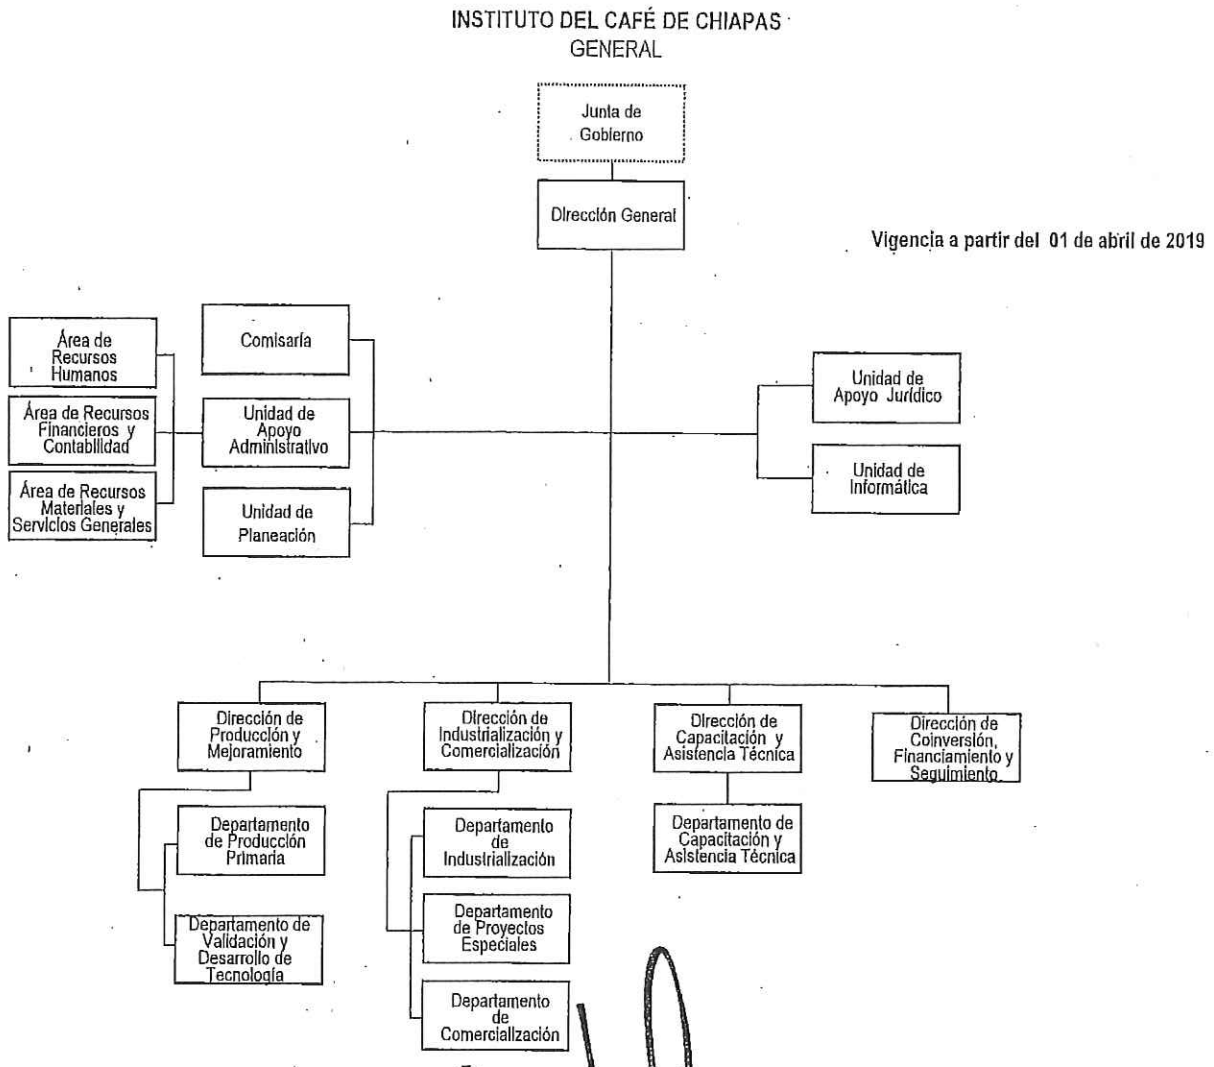 INSTITUTO DEL CAFÉ DE CHIAPAS
GENERAL
Junta de
Gobierno
Dirección General
Vigencia a partir del 01 de abril de 2019
Área de
Recursos
Humanos
Comisaría
Unidad de
Apoyo Jurídico
Área de Recursos
Financieros y
Contabilidad
Unidad de
Apoyo
Administrativo
Unidad de
Informática
Área de Recursos
Materiales y
Servicios Generales
Unidad de
Planeación
Dirección de
Producción y
Mejoramiento
Dirección de
Industrialización y
Comercialización
Dirección de
Capacitación y
Asistencia Técnica
Dirección de
Coinversión,
Financiamiento y
Seguimiento
Departamento
de Producción
Primaria
Departamento
de
Industrialización
Departamento de
Capacitación y
Asistencia Técnica
Departamento de
Validación y
Desarrollo de
Tecnología
Departamento
de Proyectos
Especiales
Departamento
de
Comercialización